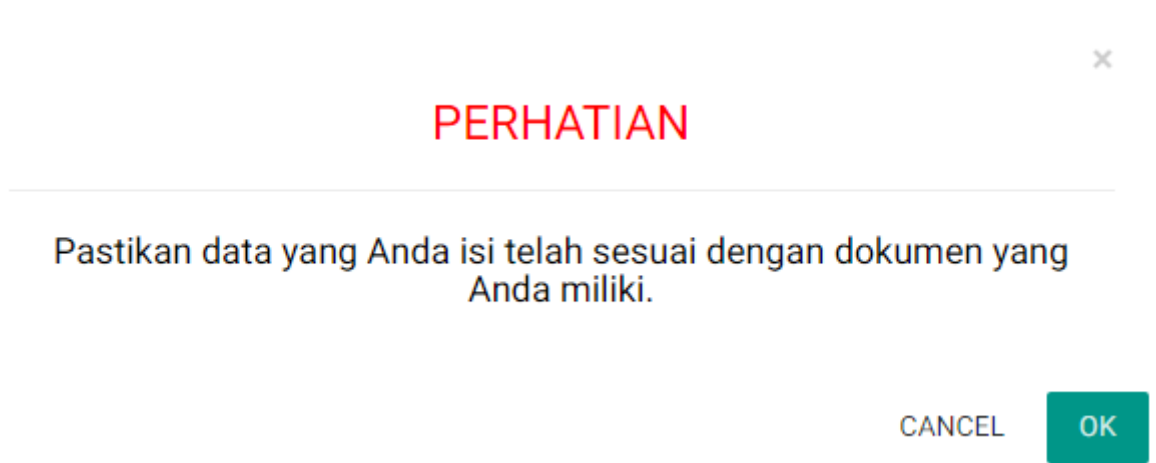 ×
PERHATIAN
Pastikan data yang Anda isi telah sesuai dengan dokumen yang
Anda miliki.
CANCEL OK